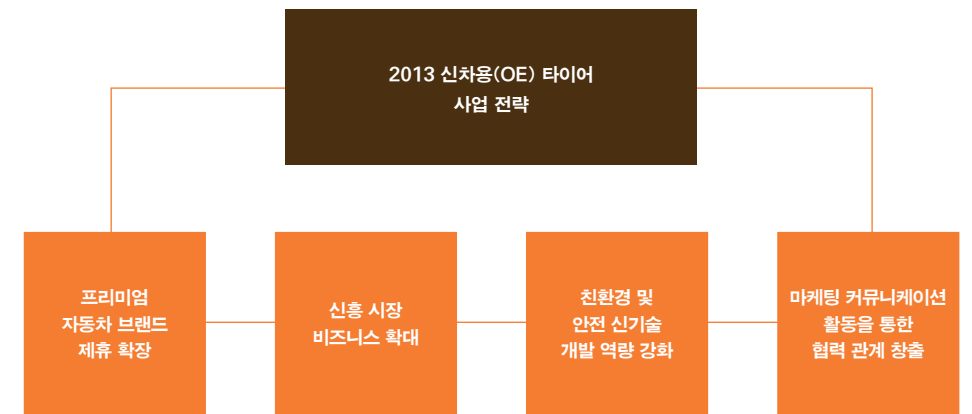 2013 신차용(OE) 타이어
사업 전략
프리미엄
자동차 브랜드
제휴 확장
신흥 시장
비즈니스 확대
친환경 및
안전 신기술
개발 역량 강화
마케팅 커뮤니케이션
활동을 통한
협력 관계 창출